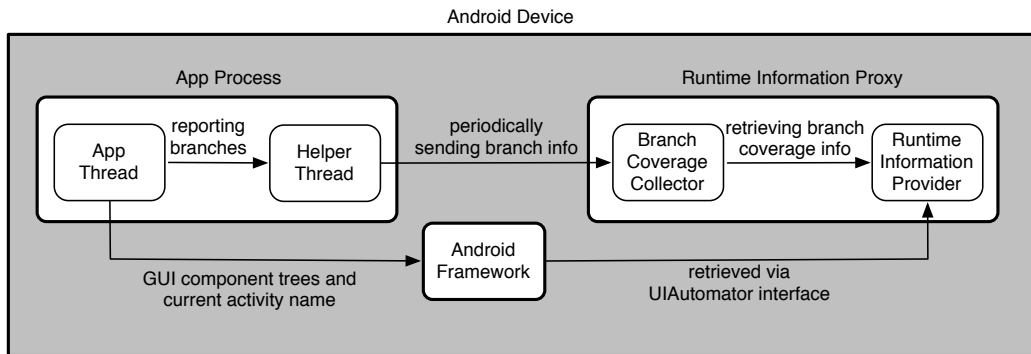 Android Device
App Process
Runtime Information Proxy
App
Thread
reporting
branches
Helper
Thread
periodically
sending branch info
Branch
Coverage
Collector
retrieving branch
coverage info
Runtime
Information
Provider
GUI component trees and
current activity name
Android
Framework
retrieved via
UIAutomator interface